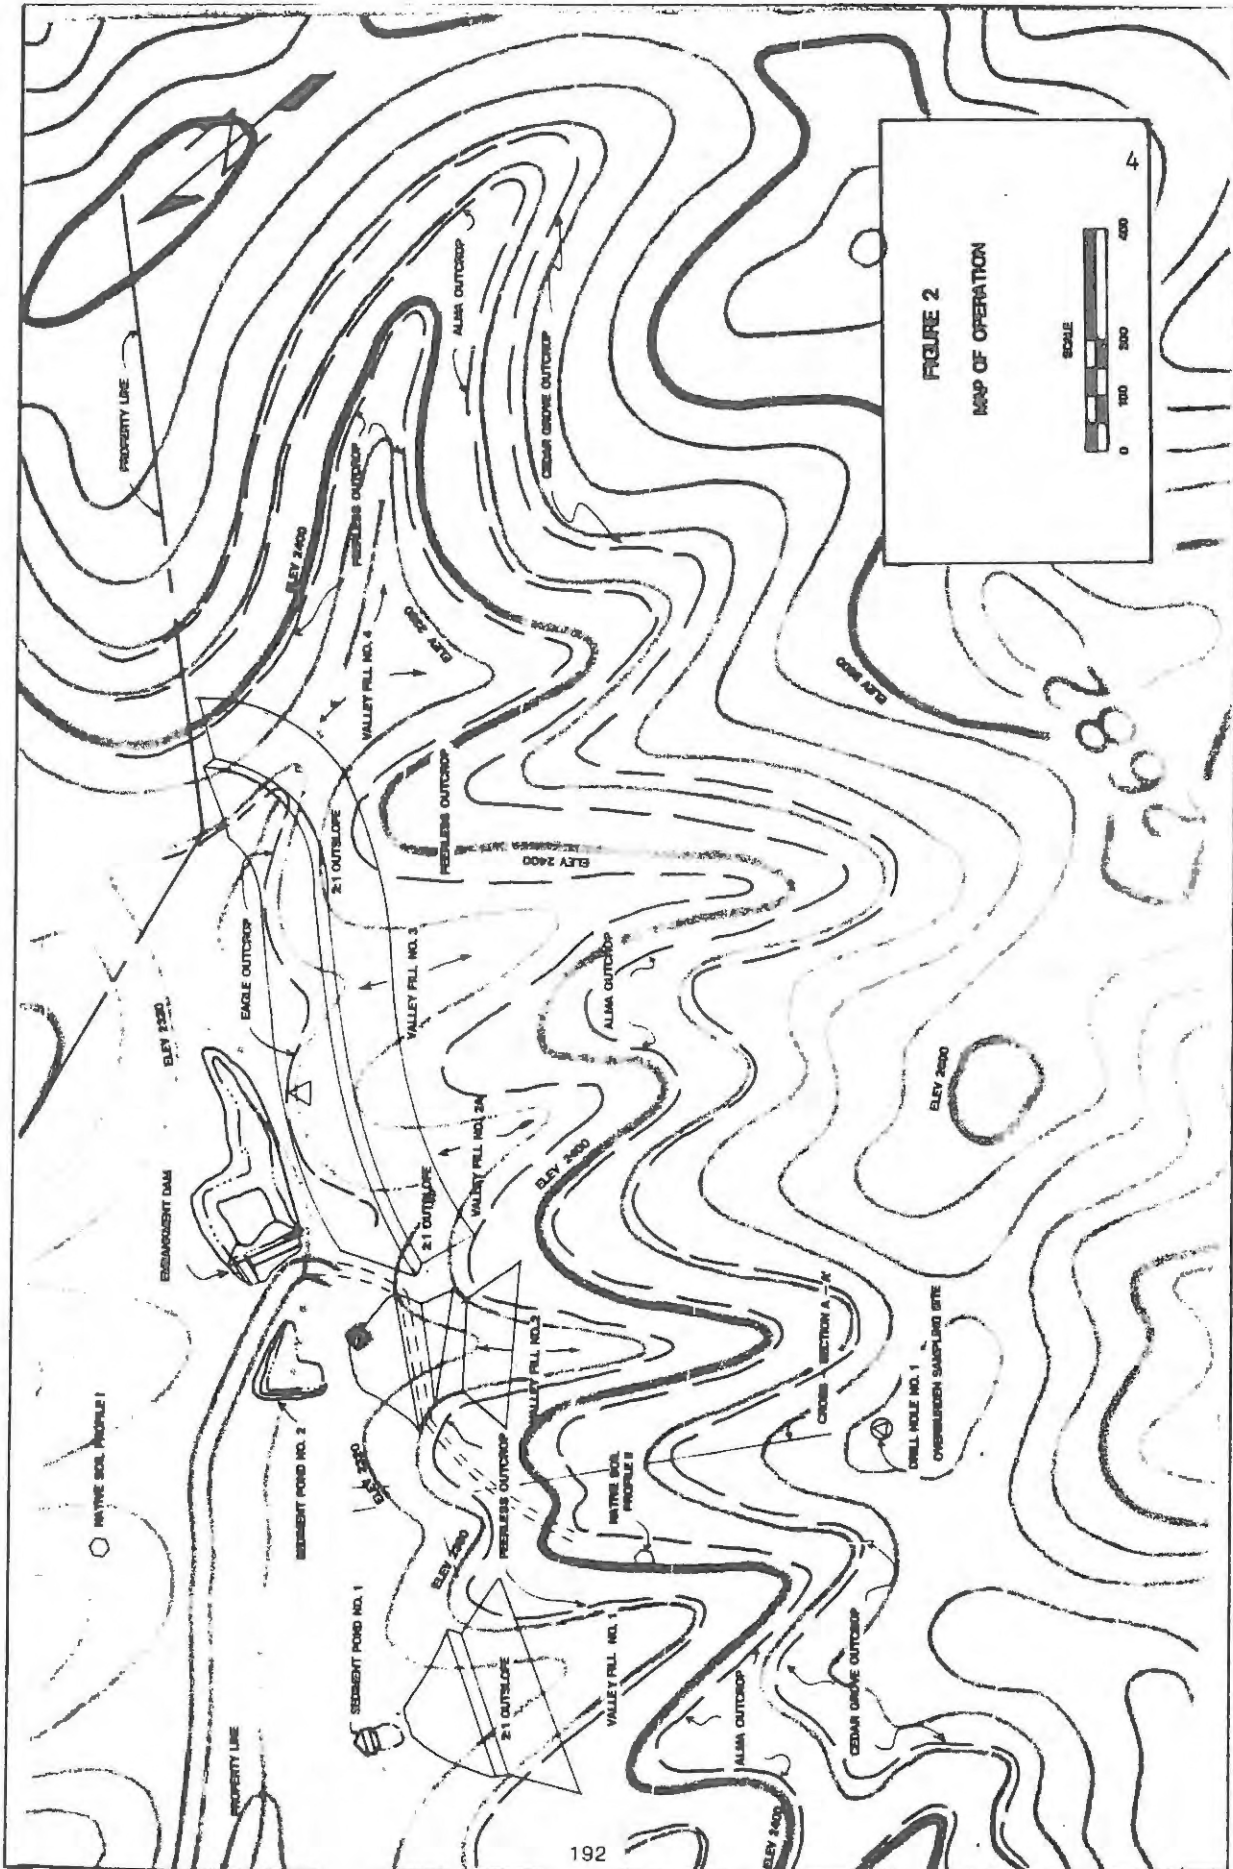 PROPERTY LINE
ELEV 2400
PEERLESS OUTCROP
ALMA OUTCROP
CEDAR GROVE OUTCROP
VALLEY FILL NO. 4
FIGURE 2
MAP OF OPERATION
SCALE
0 100 200 400
4
2:1 OUTSLOPE
PEERLESS OUTCROP
ELEV 2400
EAGLE OUTCROP
VALLEY FILL NO. 3
ELEV 2320
ALMA OUTCROP
2682
EMBANKMENT DAM
2:1 OUTSLOPE
VALLEY FILL NO. 2A
ELEV 2400
ELEV 2600
NATIVE SOIL PROFILE I
SEDIMENT POND NO. 2
ELEV 2320
VALLEY FILL NO. 2
PEERLESS OUTCROP
NATIVE SOIL
PROFILE II
CROSS - SECTION A - A'
DRILL HOLE NO. 1
OVERBURDEN SAMPLING SITE
PROPERTY LINE
SEDIMENT POND NO. 1
2:1 OUTSLOPE
VALLEY FILL NO. 1
ALMA OUTCROP
CEDAR GROVE OUTCROP
ELEV 2400
192